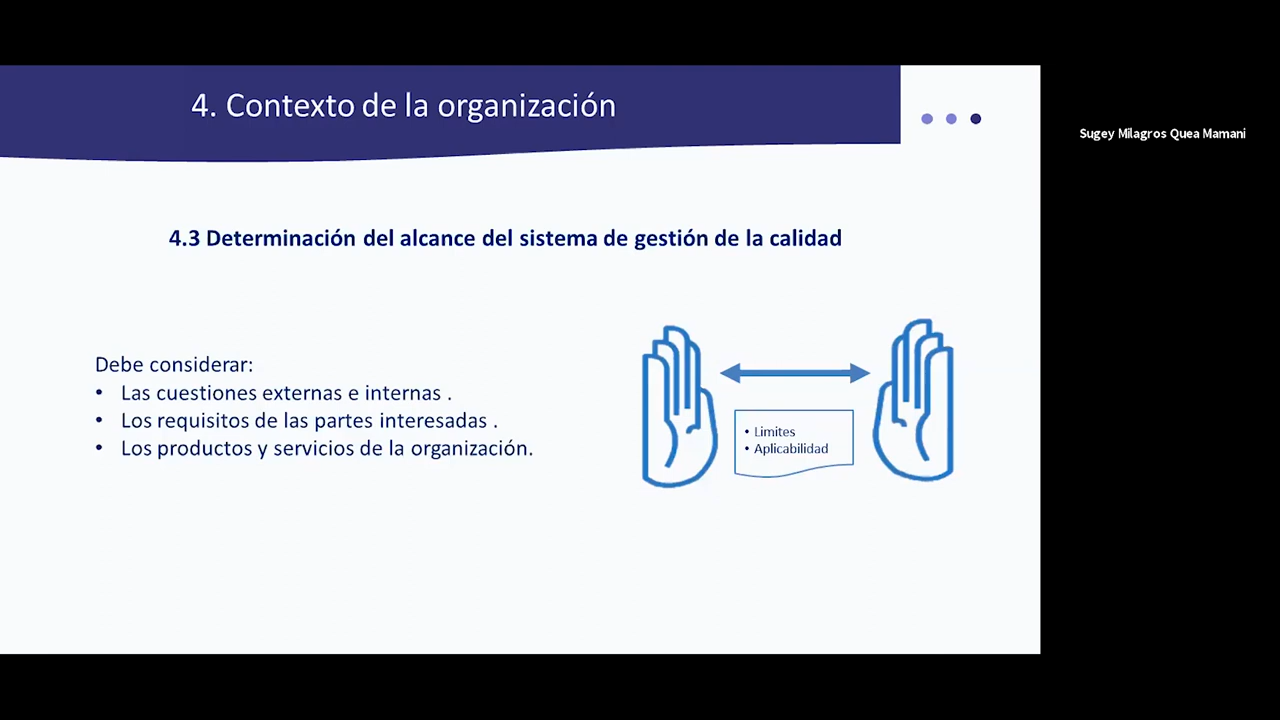 4. Contexto de la organización
Sugey Milagros Quea Mamani
4.3 Determinación del alcance del sistema de gestión de la calidad
Debe considerar:
• Las cuestiones externas e internas .
• Los requisitos de las partes interesadas .
• Los productos y servicios de la organización.
• Limites
• Aplicabilidad